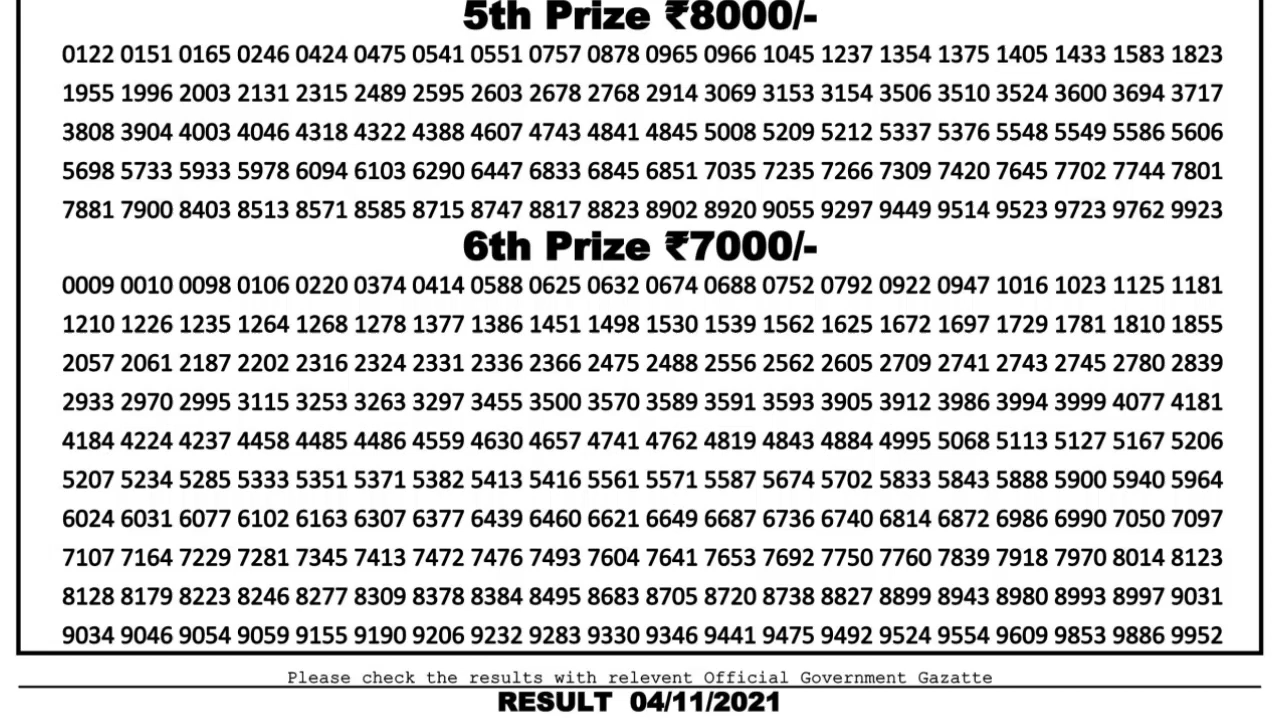 5th Prize ₹8000/-
0122 0151 0165 0246 0424 0475 0541 0551 0757 0878 0965 0966 1045 1237 1354 1375 1405 1433 1583 1823
1955 1996 2003 2131 2315 2489 2595 2603 2678 2768 2914 3069 3153 3154 3506 3510 3524 3600 3694 3717
3808 3904 4003 4046 4318 4322 4388 4607 4743 4841 4845 5008 5209 5212 5337 5376 5548 5549 5586 5606
5698 5733 5933 5978 6094 6103 6290 6447 6833 6845 6851 7035 7235 7266 7309 7420 7645 7702 7744 7801
7881 7900 8403 8513 8571 8585 8715 8747 8817 8823 8902 8920 9055 9297 9449 9514 9523 9723 9762 9923
6th Prize ₹7000/-
0009 0010 0098 0106 0220 0374 0414 0588 0625 0632 0674 0688 0752 0792 0922 0947 1016 1023 1125 1181
1210 1226 1235 1264 1268 1278 1377 1386 1451 1498 1530 1539 1562 1625 1672 1697 1729 1781 1810 1855
2057 2061 2187 2202 2316 2324 2331 2336 2366 2475 2488 2556 2562 2605 2709 2741 2743 2745 2780 2839
2933 2970 2995 3115 3253 3263 3297 3455 3500 3570 3589 3591 3593 3905 3912 3986 3994 3999 4077 4181
4184 4224 4237 4458 4485 4486 4559 4630 4657 4741 4762 4819 4843 4884 4995 5068 5113 5127 5167 5206
5207 5234 5285 5333 5351 5371 5382 5413 5416 5561 5571 5587 5674 5702 5833 5843 5888 5900 5940 5964
6024 6031 6077 6102 6163 6307 6377 6439 6460 6621 6649 6687 6736 6740 6814 6872 6986 6990 7050 7097
7107 7164 7229 7281 7345 7413 7472 7476 7493 7604 7641 7653 7692 7750 7760 7839 7918 7970 8014 8123
8128 8179 8223 8246 8277 8309 8378 8384 8495 8683 8705 8720 8738 8827 8899 8943 8980 8993 8997 9031
9034 9046 9054 9059 9155 9190 9206 9232 9283 9330 9346 9441 9475 9492 9524 9554 9609 9853 9886 9952
Please check the results with relevent Official Government Gazatte
RESULT 04/11/2021